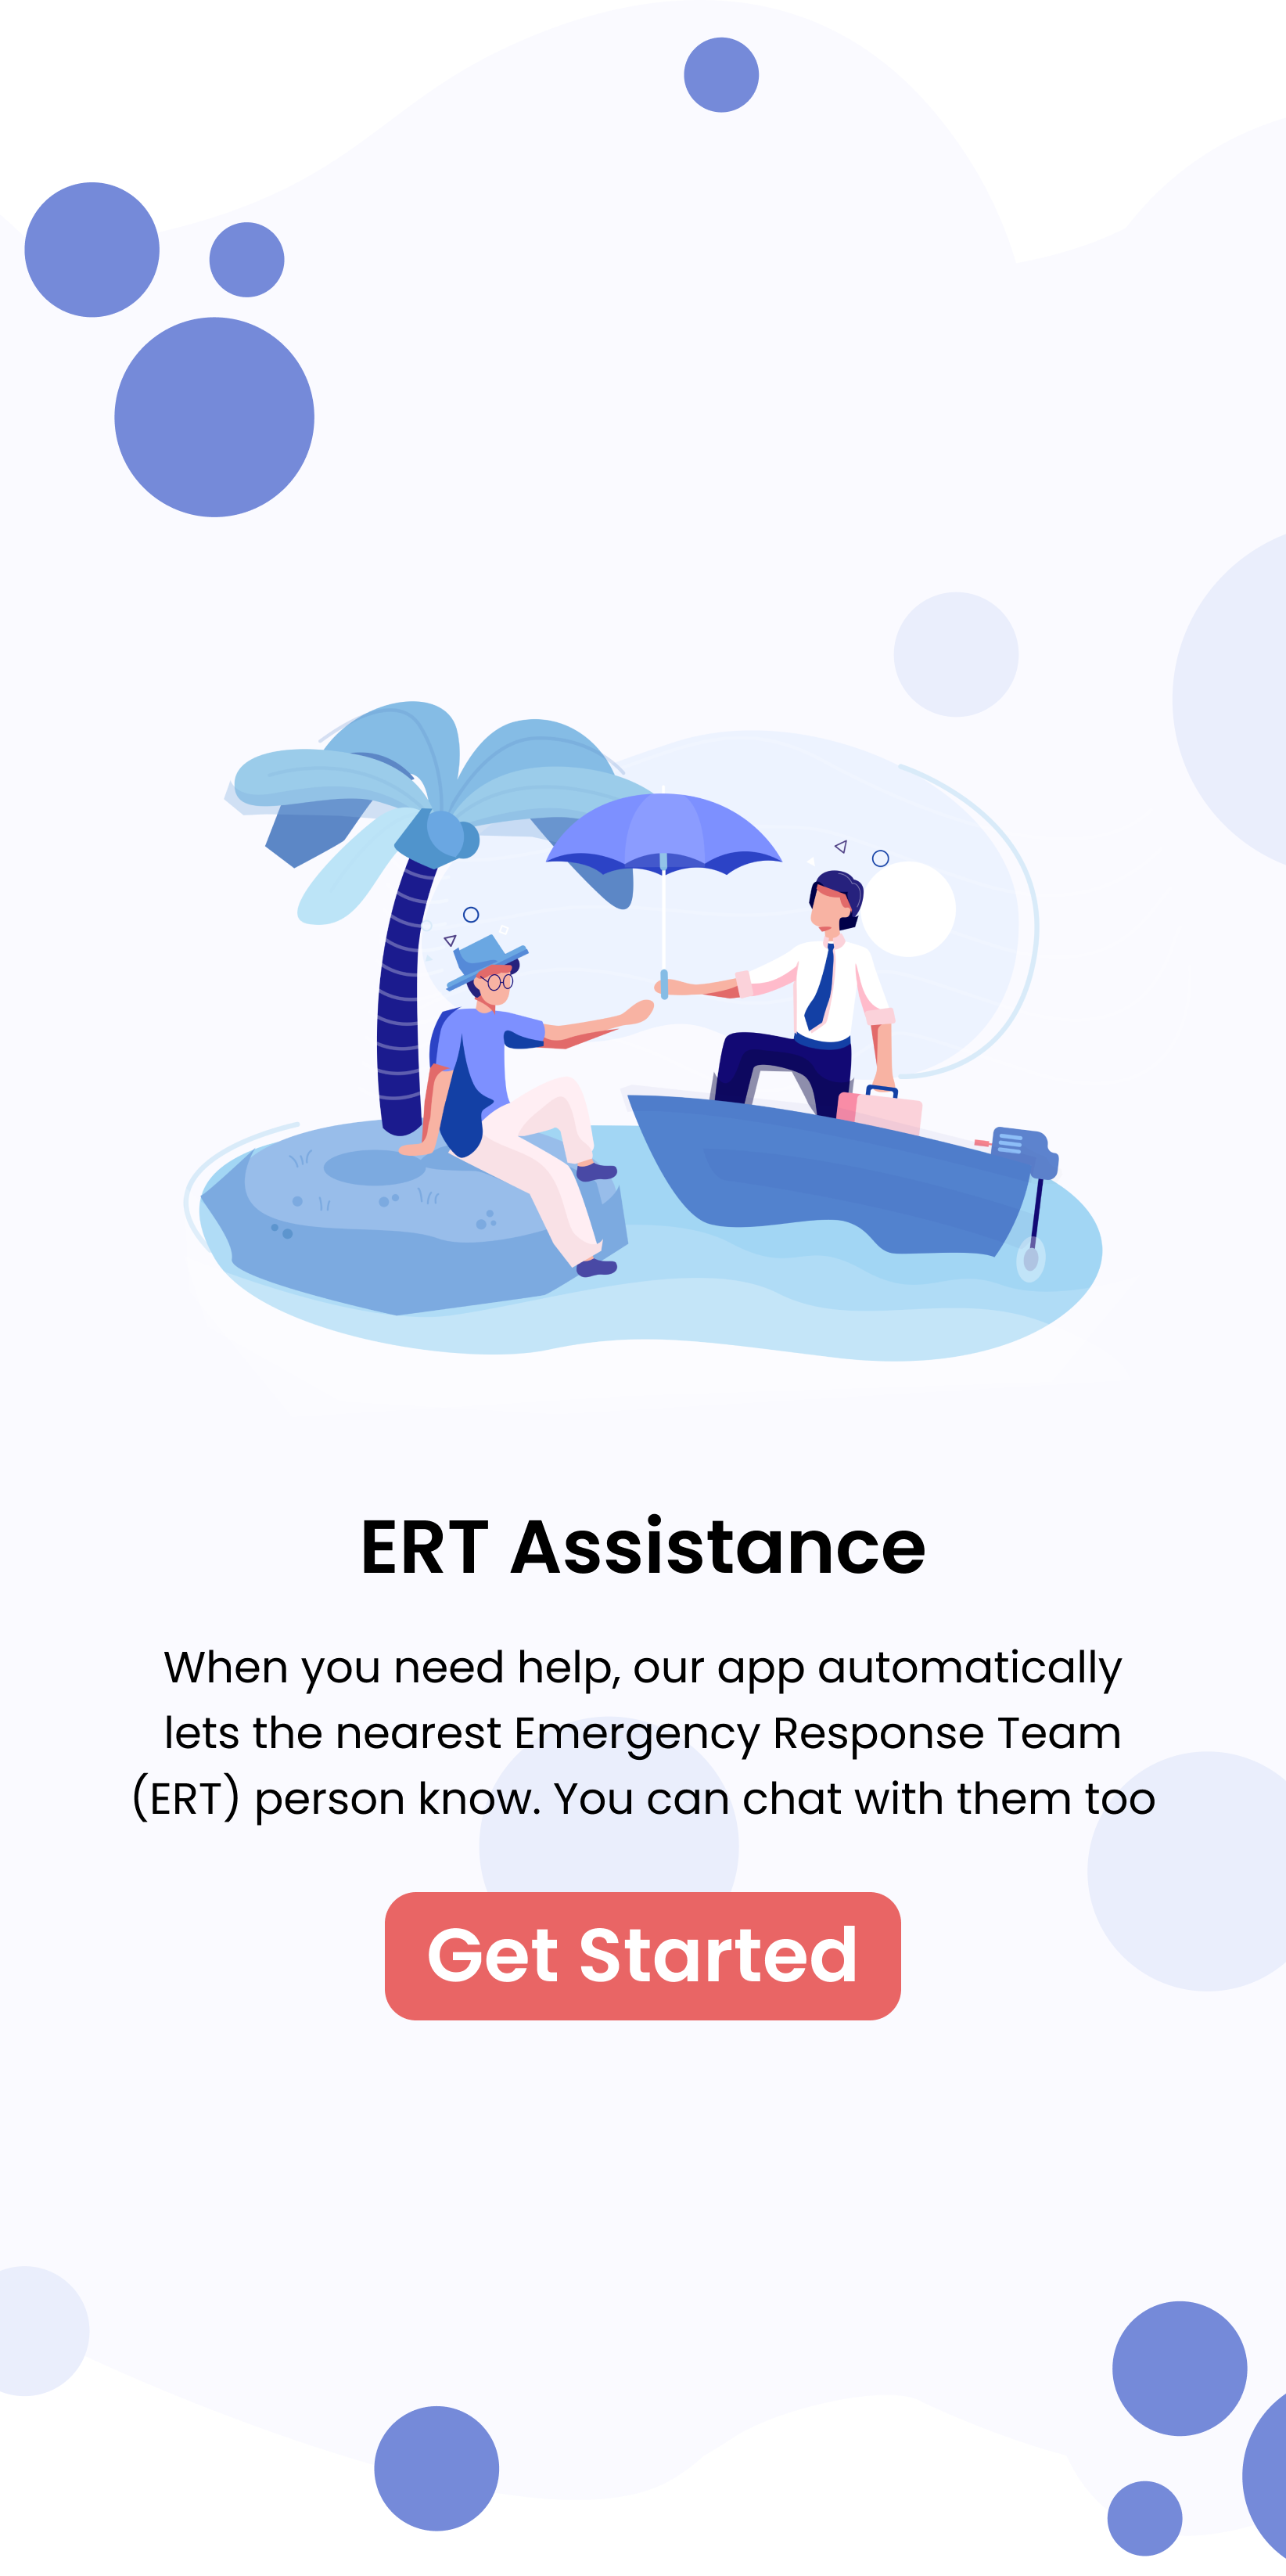 ERT Assistance
When you need help, our app automatically
lets the nearest Emergency Response Team
(ERT) person know. You can chat with them too
Get Started